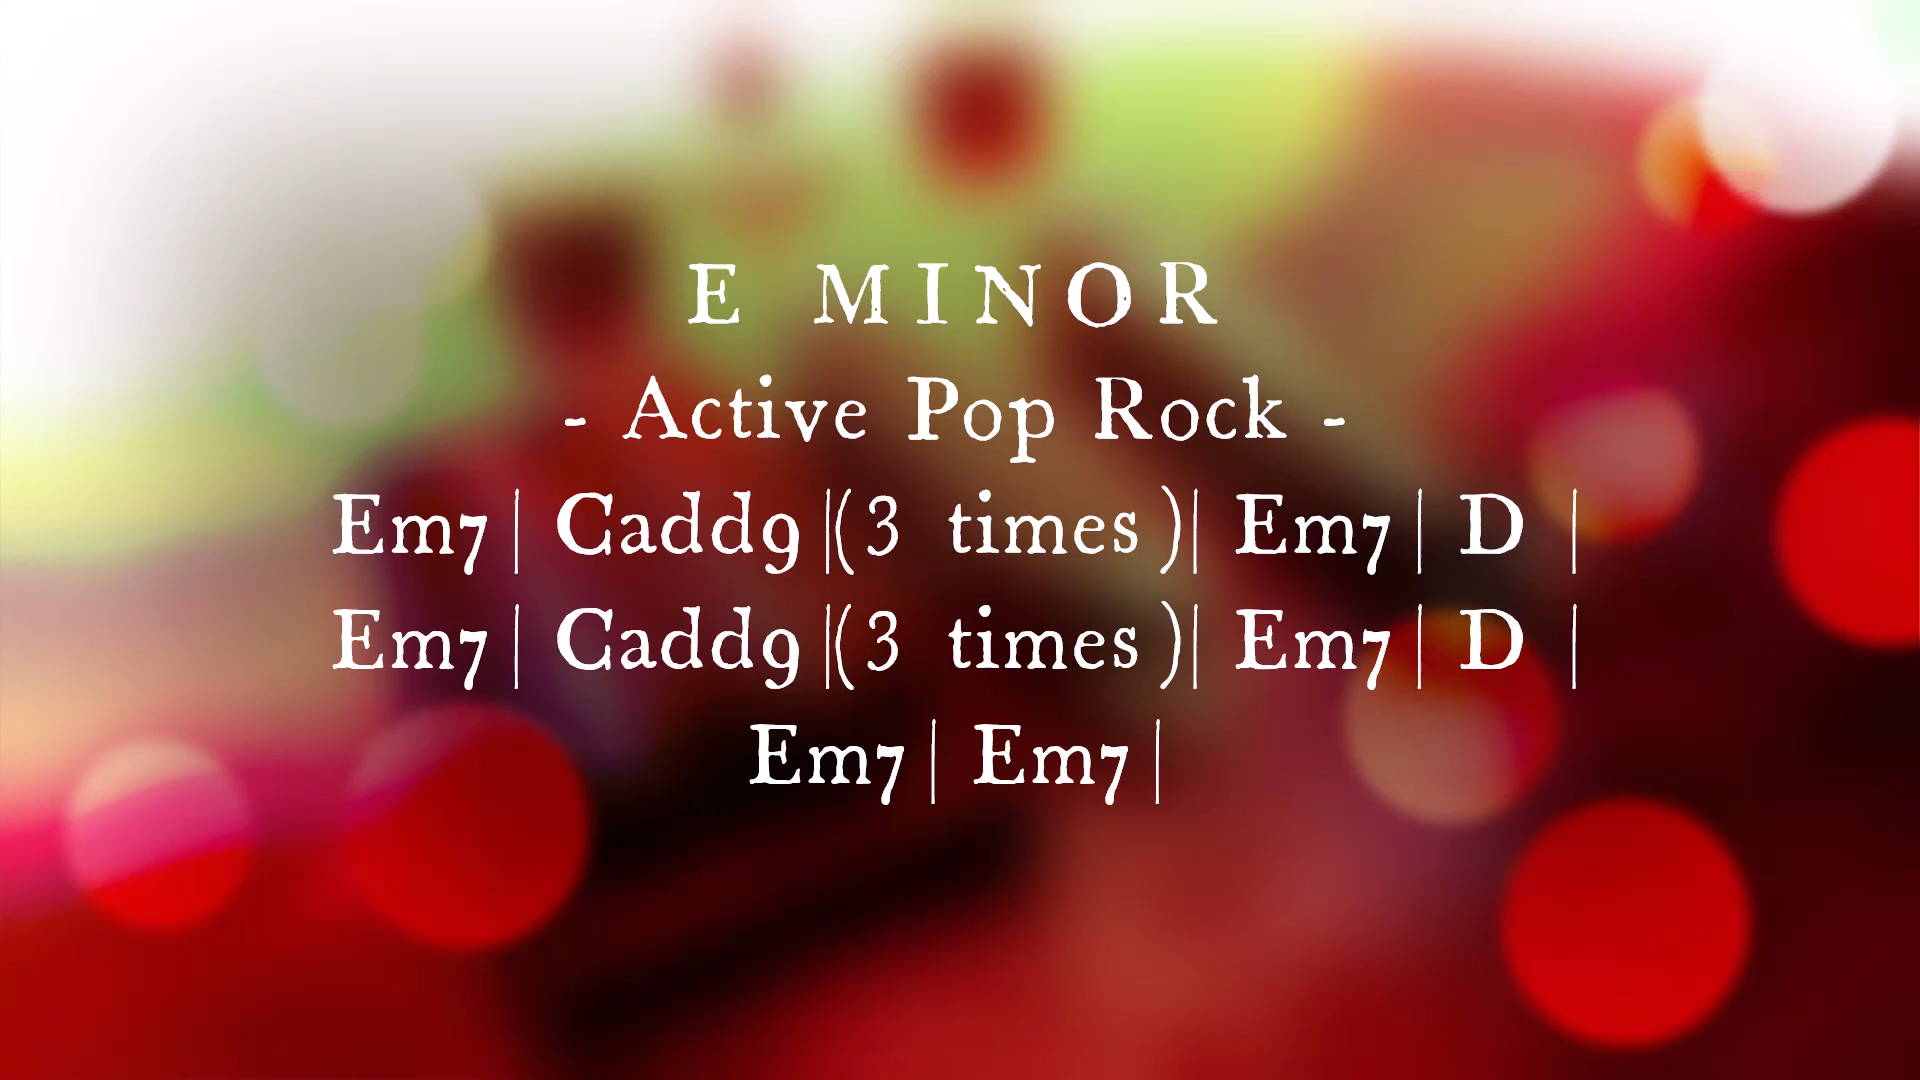 E MINOR
- Active Pop Rock -
Em7 | Cadd9 |(3 times )| Em7 | D |
Em7 | Cadd9 |(3 times )| Em7 | D |
Em7 | Em7 |